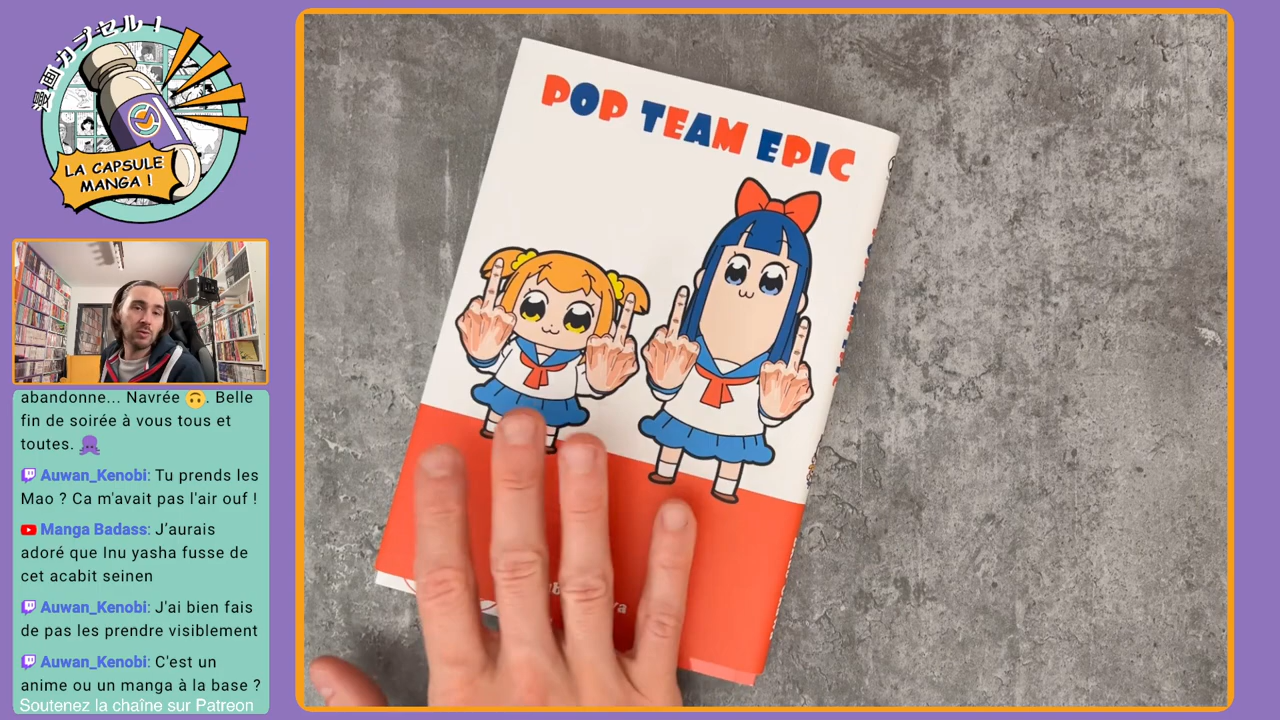 漫画カプセル！
LA CAPSULE
MANGA !
POP TEAM EPIC
abandonne... Navrée 🙃. Belle
fin de soirée à vous tous et
toutes.
Auwan_Kenobi: Tu prends les
Mao ? Ca m'avait pas l'air ouf !
Manga Badass: J’aurais
adoré que Inu yasha fusse de
cet acabit seinen
Auwan_Kenobi: J'ai bien fais
de pas les prendre visiblement
Auwan_Kenobi: C'est un
anime ou un manga à la base ?
Soutenez la chaîne sur Patreon